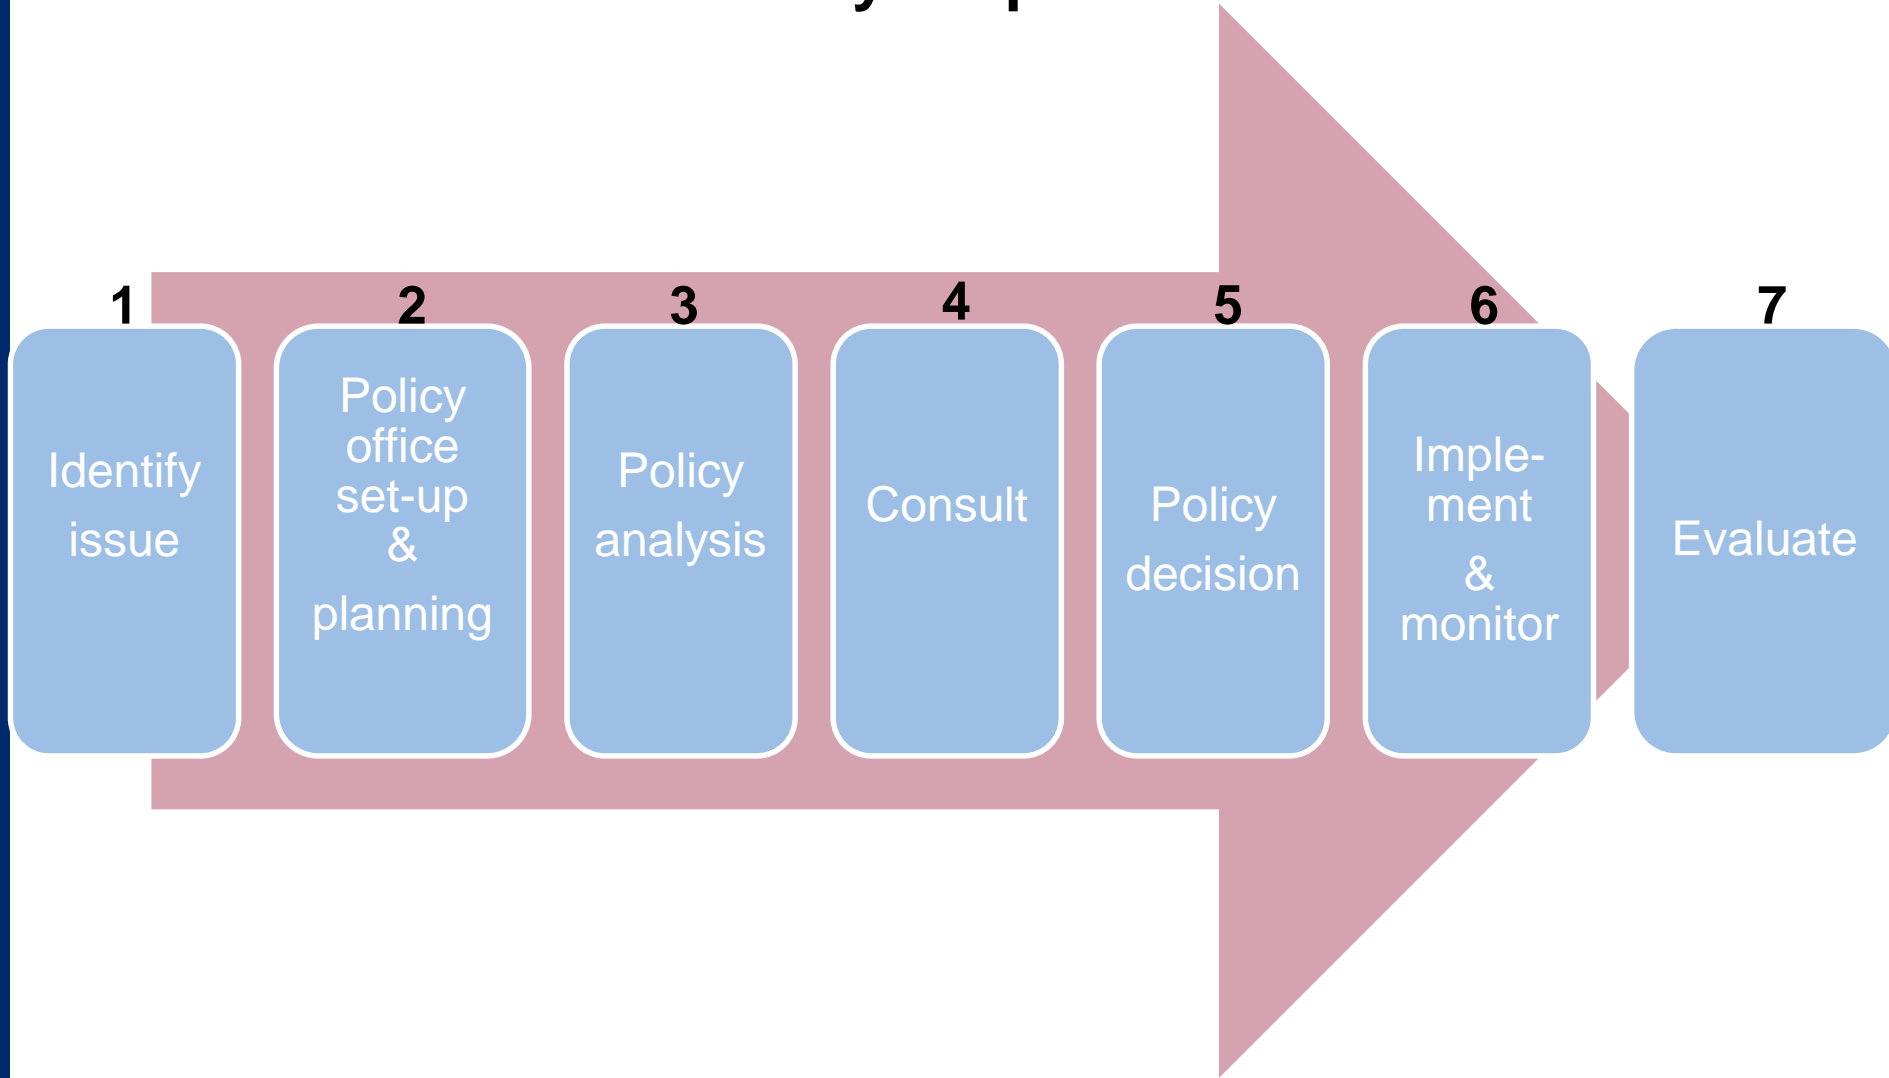 1
2
3
4
5
6
7
Identify
issue
Policy
office
set-up
&
planning
Policy
analysis
Consult
Policy
decision
Imple-
ment
&
monitor
Evaluate